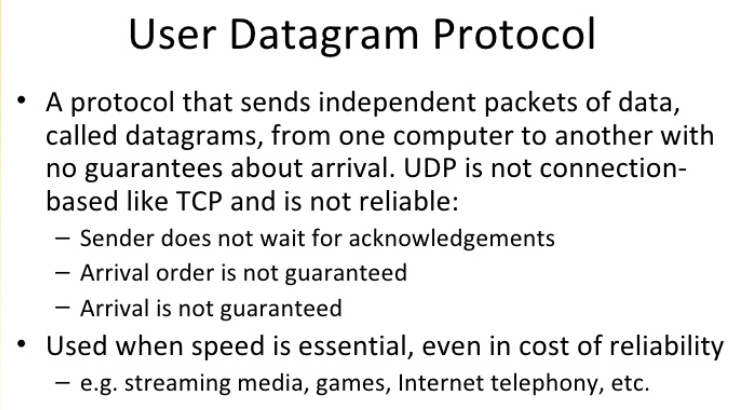 User Datagram Protocol
• A protocol that sends independent packets of data,
called datagrams, from one computer to another with
no guarantees about arrival. UDP is not connection-
based like TCP and is not reliable:
– Sender does not wait for acknowledgements
– Arrival order is not guaranteed
– Arrival is not guaranteed
• Used when speed is essential, even in cost of reliability
– e.g. streaming media, games, Internet telephony, etc.